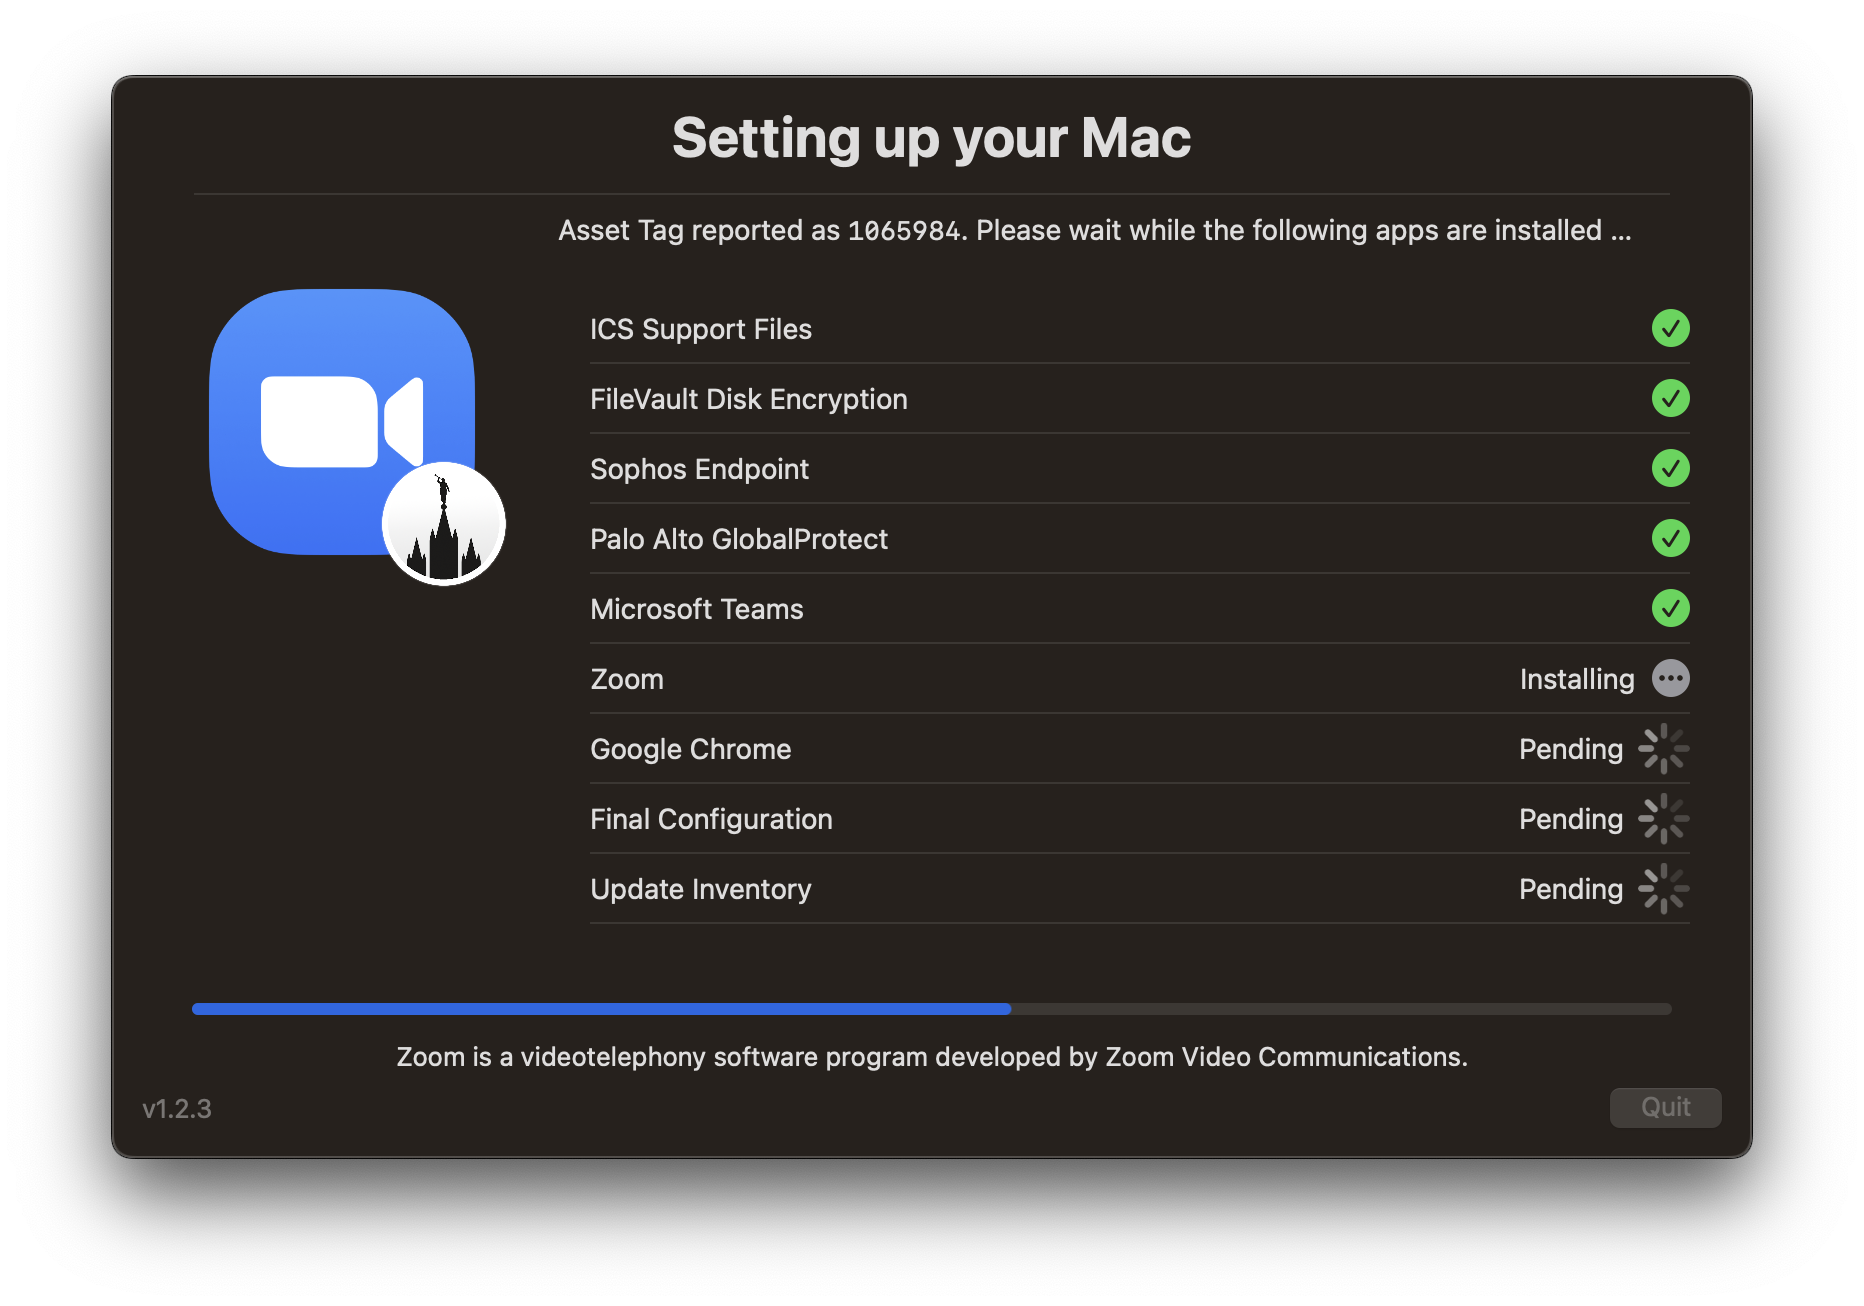 Setting up your Mac
Asset Tag reported as 1065984. Please wait while the following apps are installed ...
ICS Support Files
FileVault Disk Encryption
Sophos Endpoint
Palo Alto GlobalProtect
Microsoft Teams
Zoom Installing
Google Chrome Pending
Final Configuration Pending
Update Inventory Pending
Zoom is a videotelephony software program developed by Zoom Video Communications.
v1.2.3 Quit